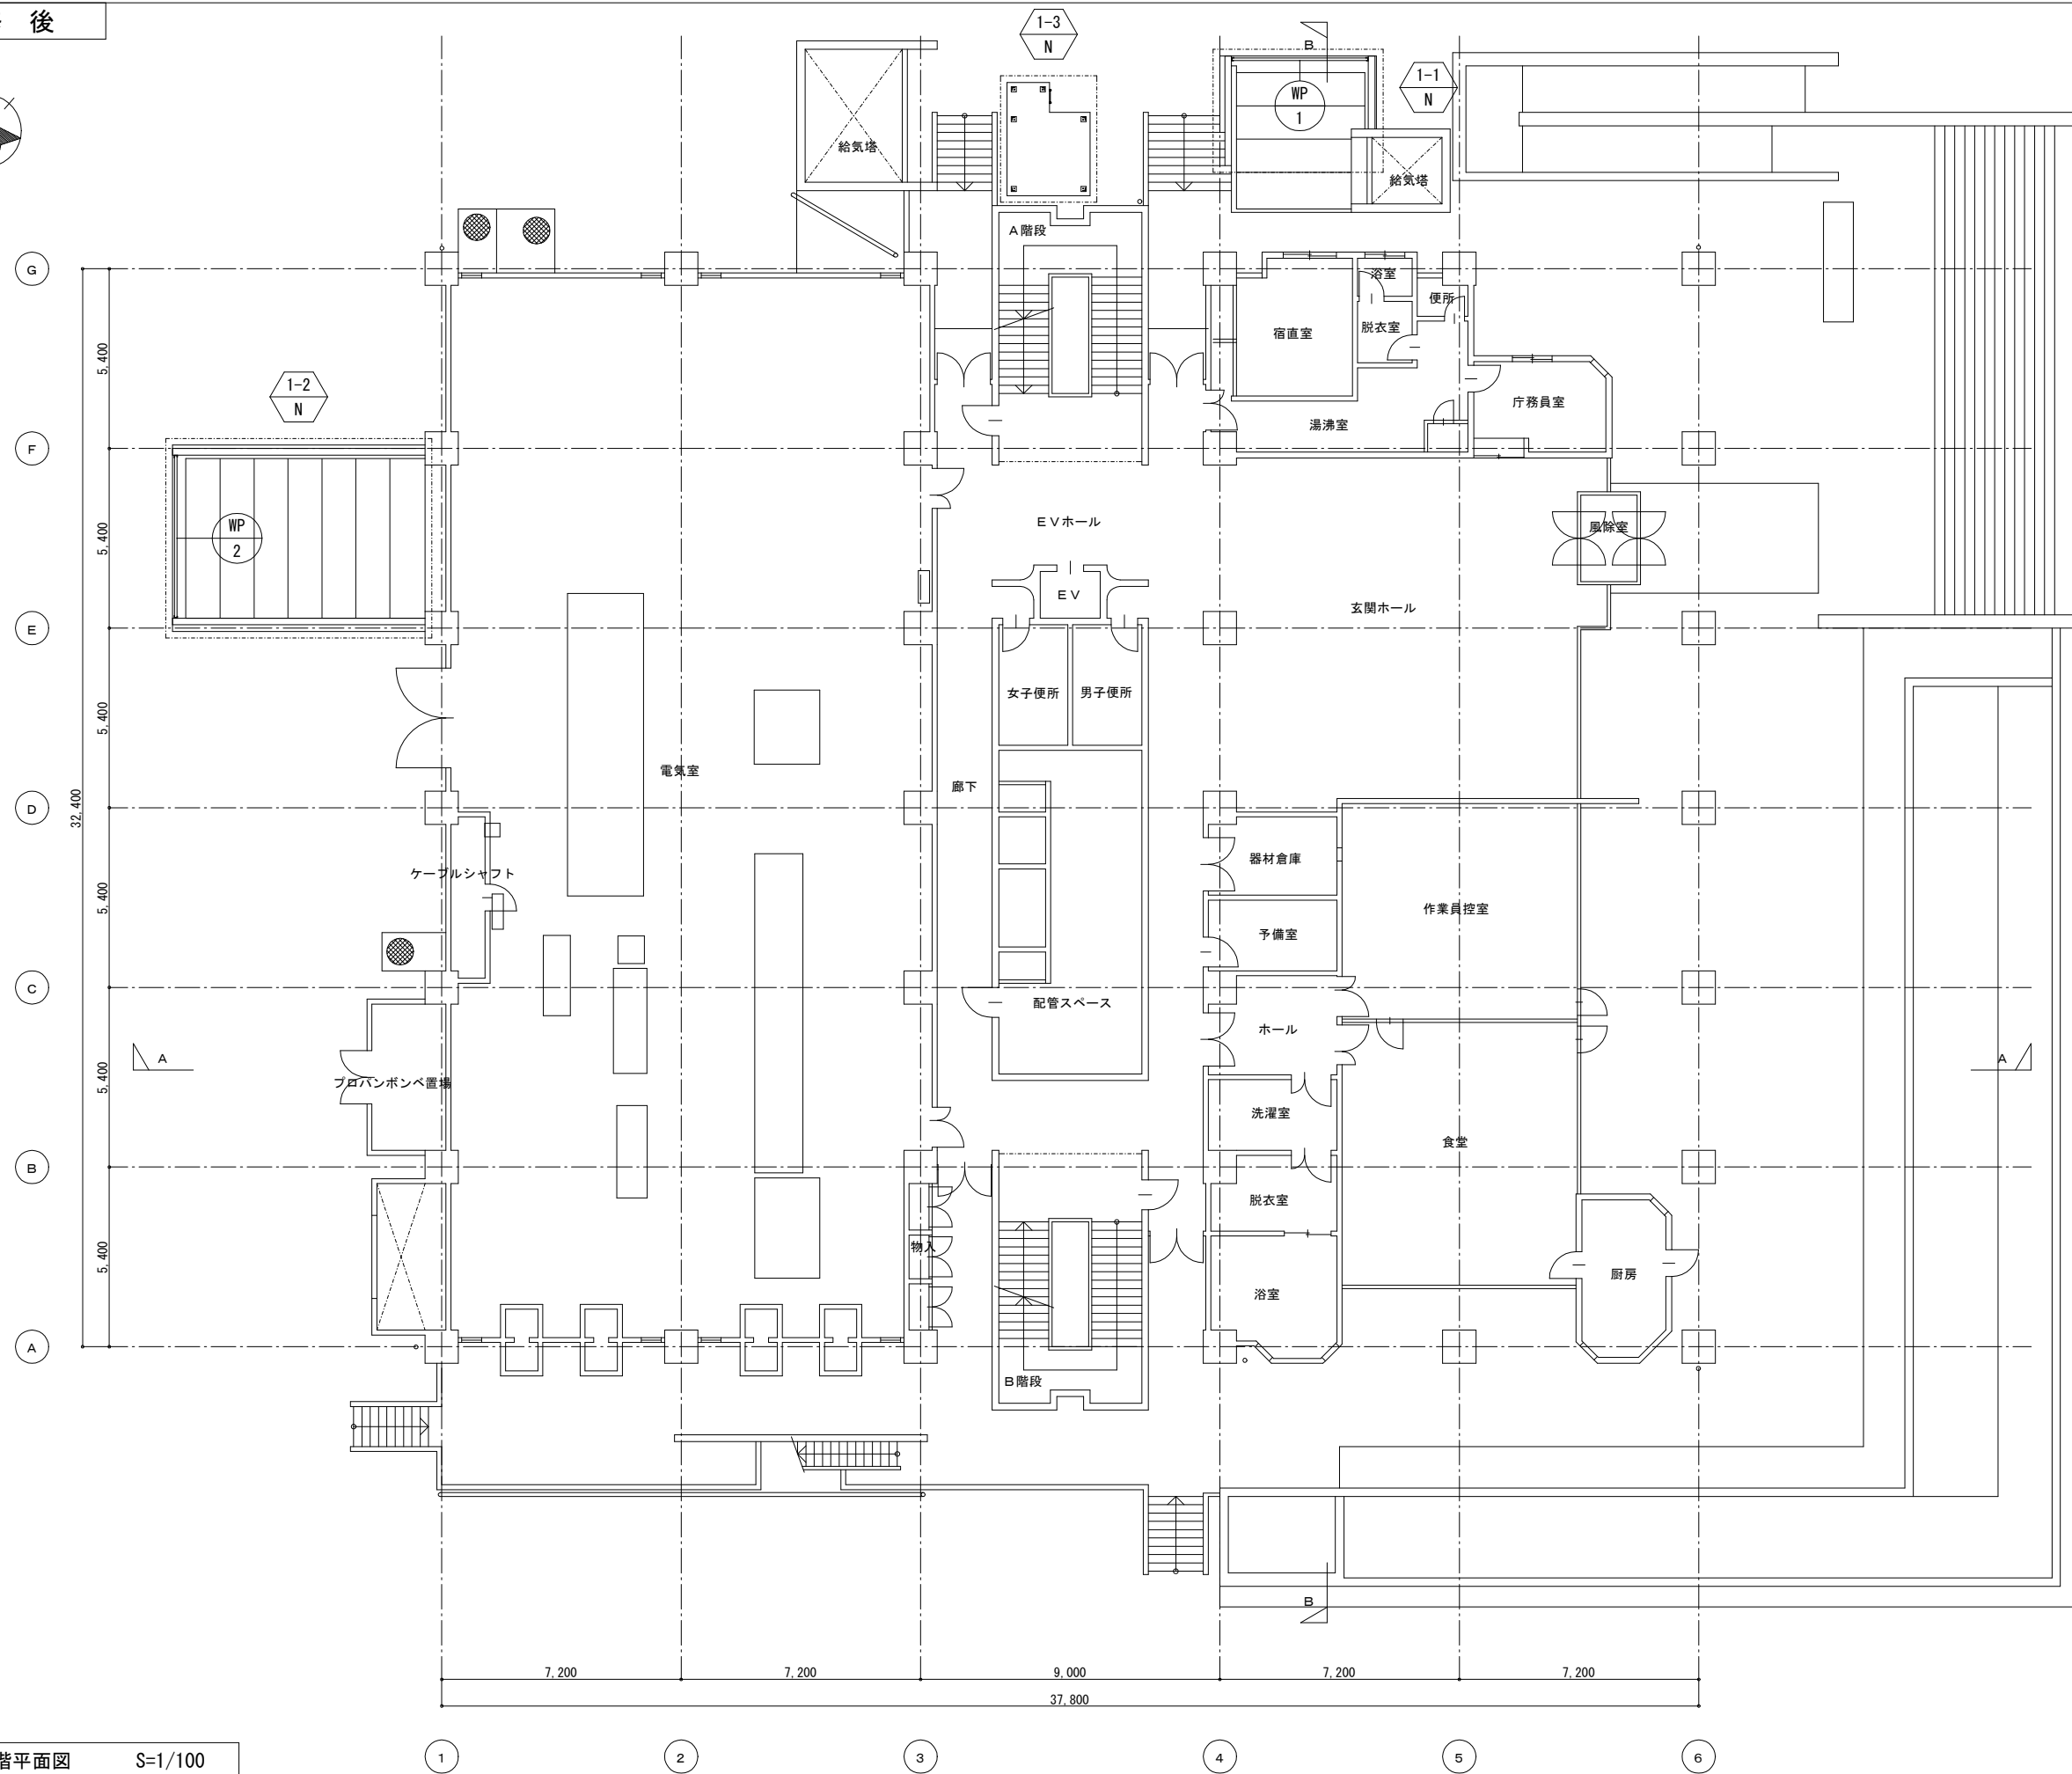 後
1-3
N
B
WP
1
1-1
N
給気塔
給気塔
A階段
G
浴室
便所
宿直室
脱衣室
5,400
1-2
N
庁務員室
湯沸室
F
EVホール
WP
2
風除室
5,400
EV
玄関ホール
E
女子便所
男子便所
5,400
電気室
廊下
32,400
D
器材倉庫
ケーブルシャフト
5,400
作業員控室
予備室
C
配管スペース
ホール
A
A
プロパンボンベ置場
5,400
洗濯室
食堂
B
脱衣室
物入
5,400
厨房
浴室
A
B階段
B
7,200
7,200
9,000
7,200
7,200
37,800
階平面図 S=1/100
1
2
3
4
5
6